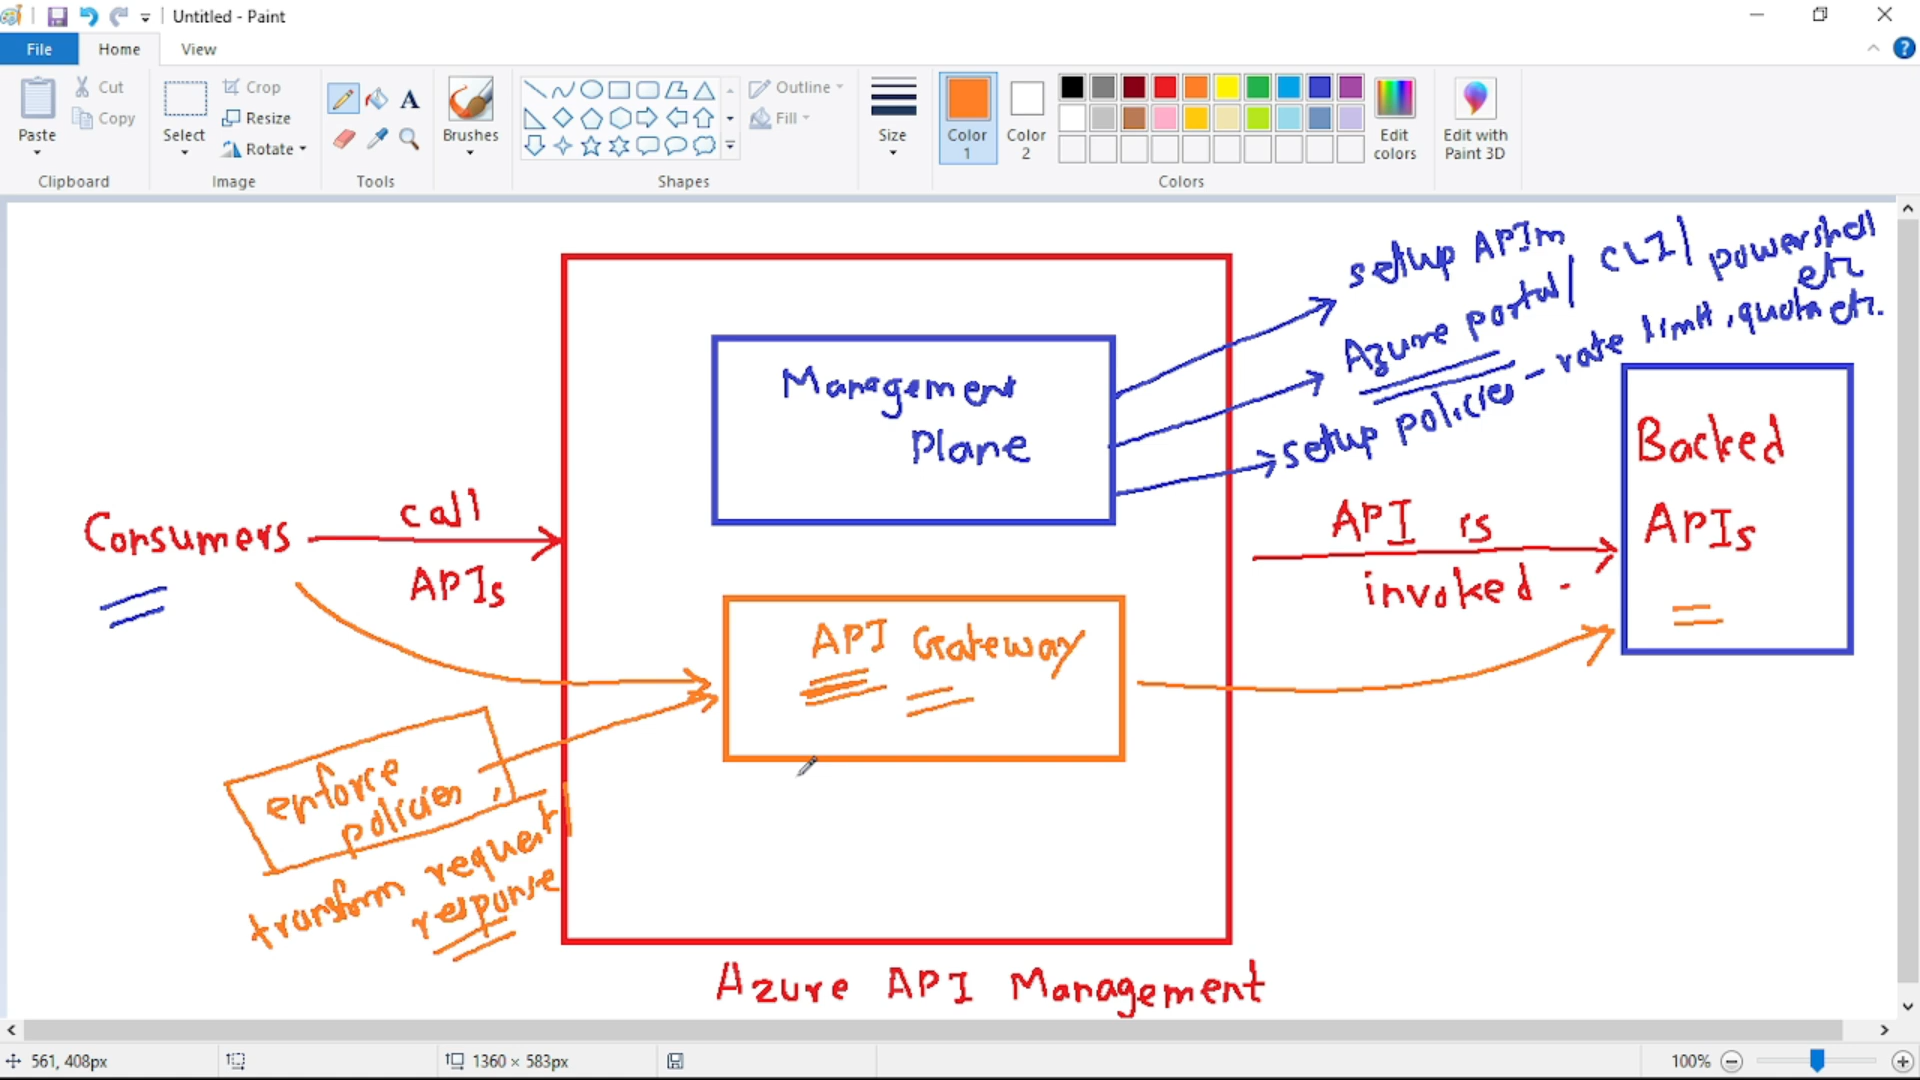 Untitled - Paint
File Home View
Paste
Cut
Copy
Clipboard
Select
Crop
Resize
Rotate
Image
A
Tools
Brushes
Shapes
Outline
Fill
Size
Color 1
Color 2
Edit colors
Edit with Paint 3D
Colors
setup APIm
Azure portal / CLI / powershell etc
setup policies - rate limit, quota etc.
Management
Plane
Consumers
call
APIs
API is
invoked.
Backed
APIs
API Gateway
enforce
policies,
transform request /
response
Azure API Management
561, 408px
1360 × 583px
100%